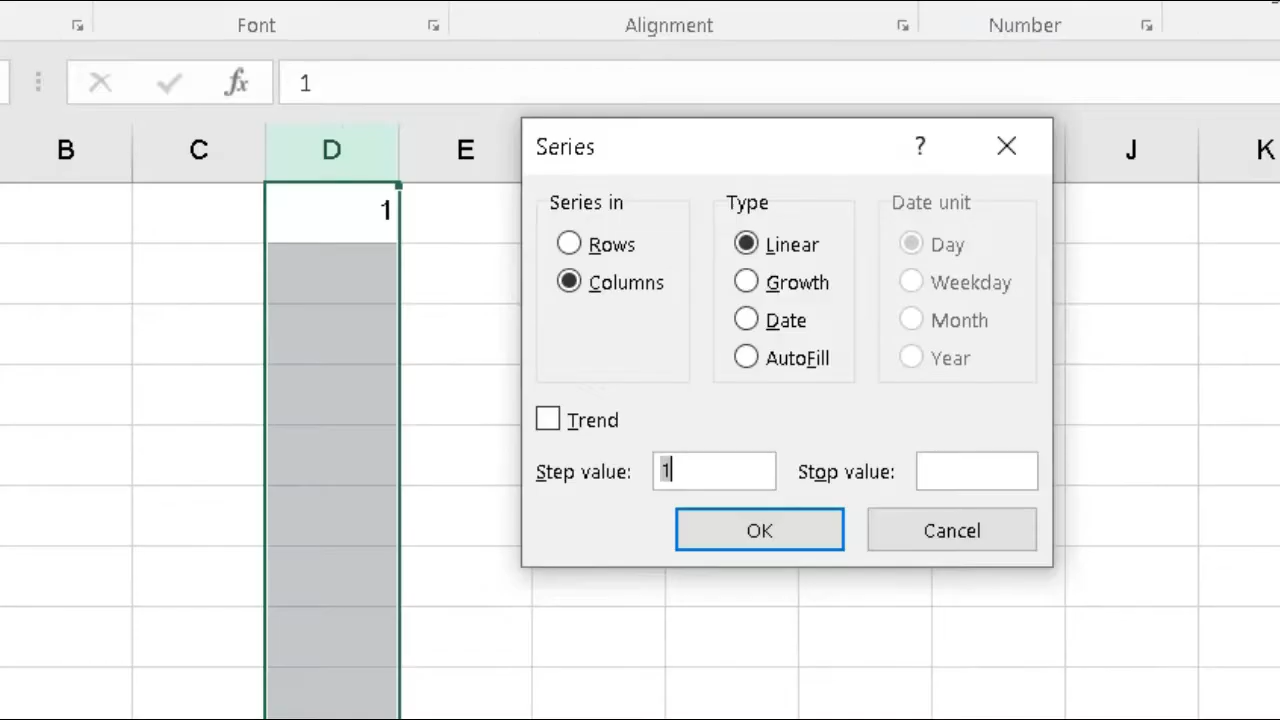 Font Alignment Number
fx 1
B C D E J K
1
Series ?
Series in Type Date unit
Rows Linear Day
Columns Growth Weekday
Date Month
AutoFill Year
Trend
Step value: 1 Stop value:
OK Cancel